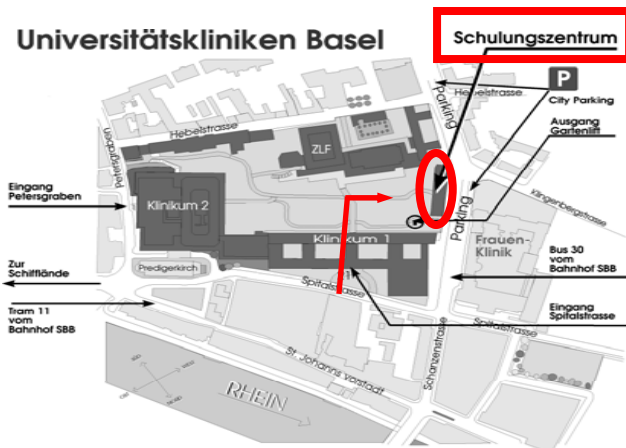 Universitätskliniken Basel
Schulungszentrum
P
City Parking
Parking
Hebelstrasse
Ausgang
Gartenlift
Hebelstrasse
ZLF
Petersgraben
Klingelbergstrasse
Eingang
Petersgraben
Klinikum 2
Parking
Klinikum 1
Frauen-
Klinik
Bus 30
vom
Bahnhof SBB
Zur
Schifflände
Predigerkirch
Spitalstrasse
Eingang
Spitalstrasse
Tram 11
vom
Bahnhof SBB
Spitalstrasse
Schanzenstrasse
St. Johanns vorstadt
RHEIN